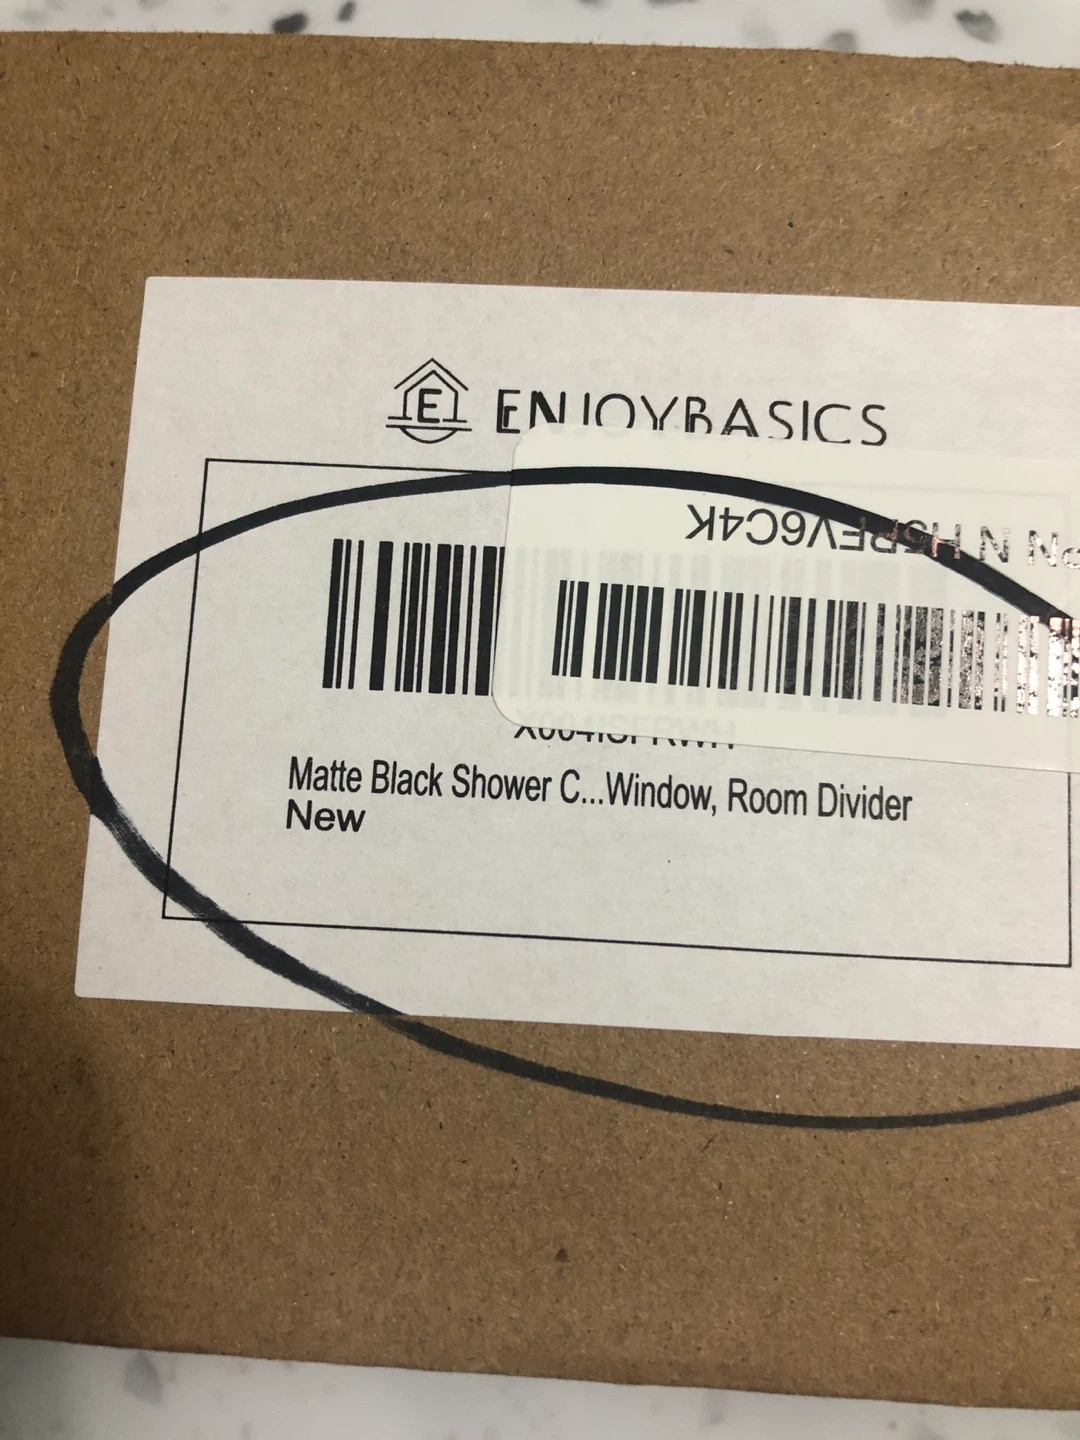 E ENJOYBASICS
Matte Black Shower C...Window, Room Divider
New